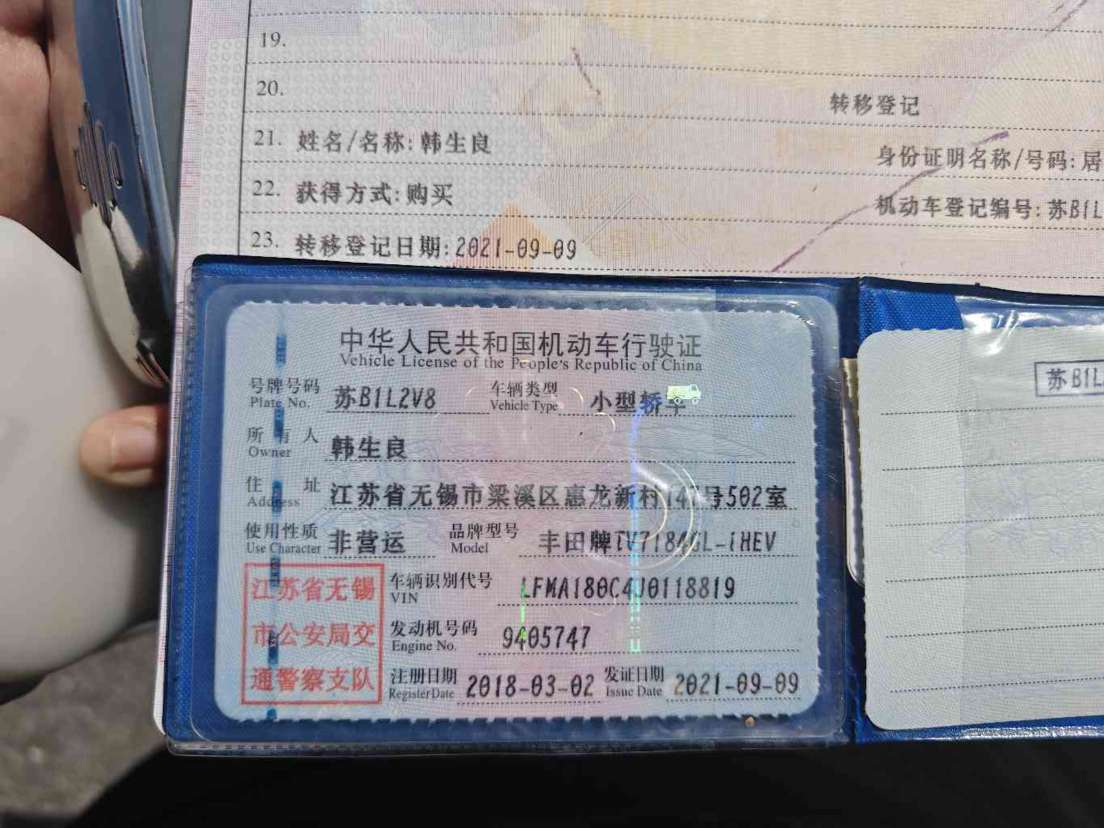 19.
20.
转移登记
21. 姓名/名称: 韩生良
身份证明名称/号码: 居
22. 获得方式: 购买
机动车登记编号: 苏B1L
23. 转移登记日期: 2021-09-09
中华人民共和国机动车行驶证
Vehicle License of the People's Republic of China
号牌号码 苏B1L2V8 车辆类型 小型轿车
Plate No. Vehicle Type
所有人 韩生良
Owner
住址 江苏省无锡市梁溪区惠龙新村147号502室
Address
使用性质 非营运 品牌型号 丰田牌TV7184GL-iHEV
Use Character Model
江苏省无锡
市公安局交
通警察支队
车辆识别代号 LFMA180C4J0118819
VIN
发动机号码 9405747
Engine No.
注册日期 2018-03-02 发证日期 2021-09-09
Register Date Issue Date
苏B1L